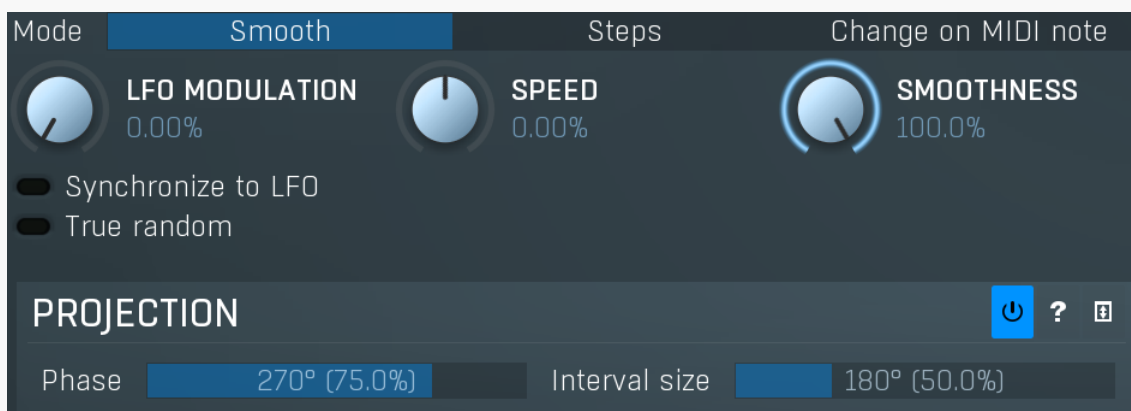 Mode Smooth Steps Change on MIDI note
LFO MODULATION SPEED SMOOTHNESS
0.00% 0.00% 100.0%
Synchronize to LFO
True random
PROJECTION ?
Phase 270° (75.0%) Interval size 180° (50.0%)